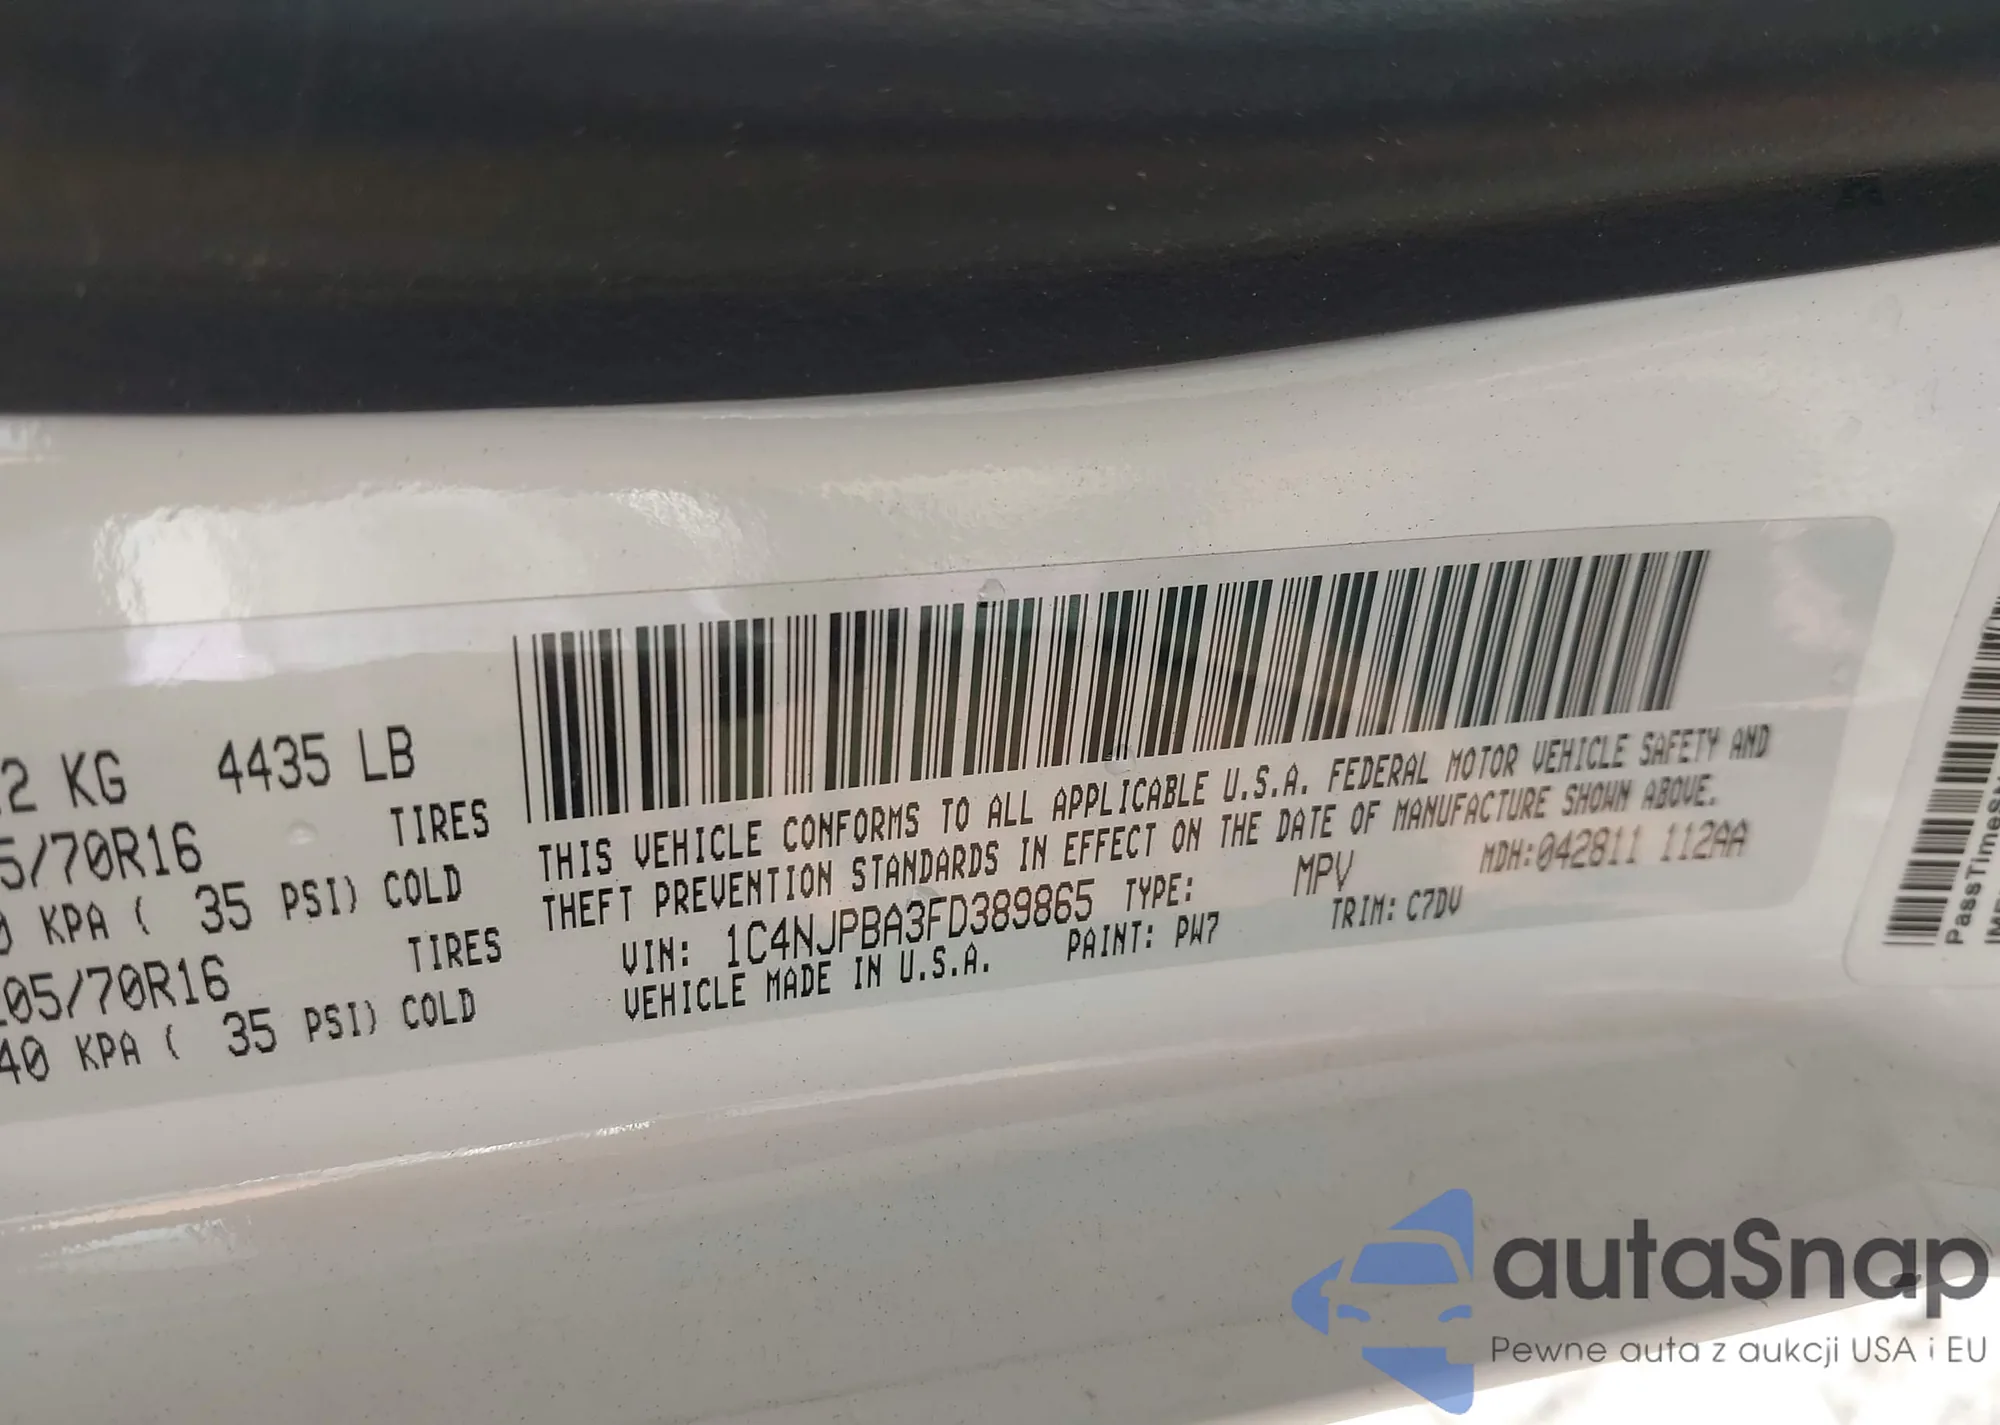 2 KG 4435 LB
5/70R16 TIRES
0 KPA ( 35 PSI) COLD
05/70R16 TIRES
40 KPA ( 35 PSI) COLD
THIS VEHICLE CONFORMS TO ALL APPLICABLE U.S.A. FEDERAL MOTOR VEHICLE SAFETY AND
THEFT PREVENTION STANDARDS IN EFFECT ON THE DATE OF MANUFACTURE SHOWN ABOVE.
VIN: 1C4NJPBA3FD389865 TYPE: MPV MDH:042811 112AA
VEHICLE MADE IN U.S.A. PAINT: PW7 TRIM: C7DV
PassTime
autaSnap
Pewne auta z aukcji USA i EU